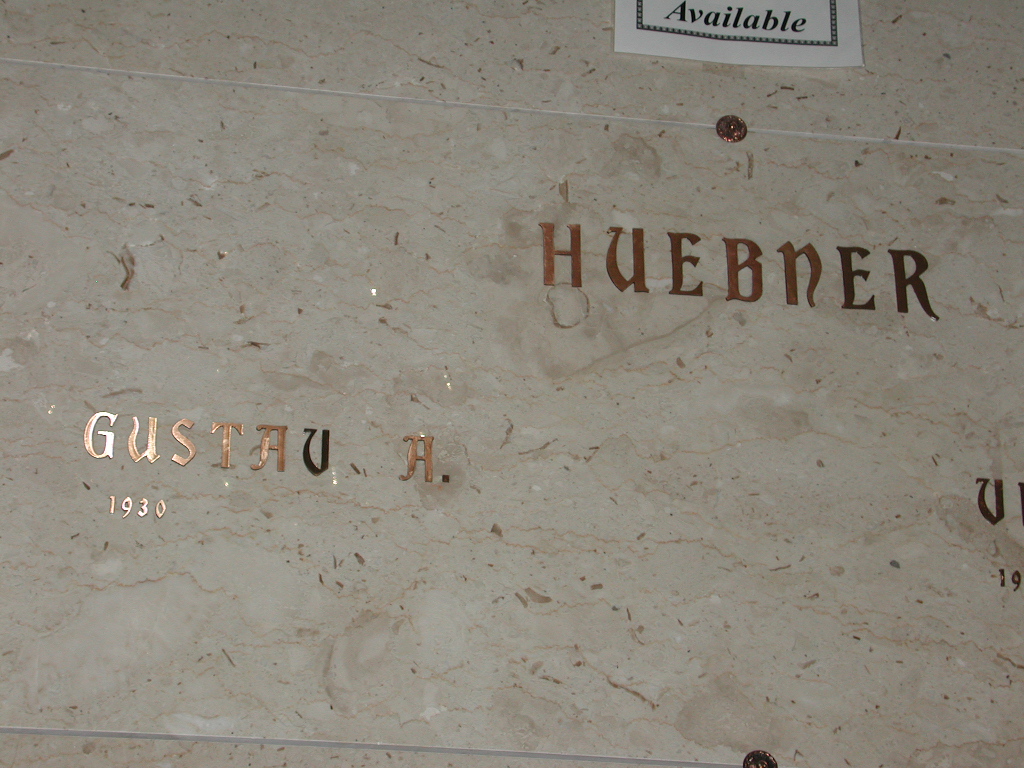 Available
HUEBNER
GUSTAV A.
1930